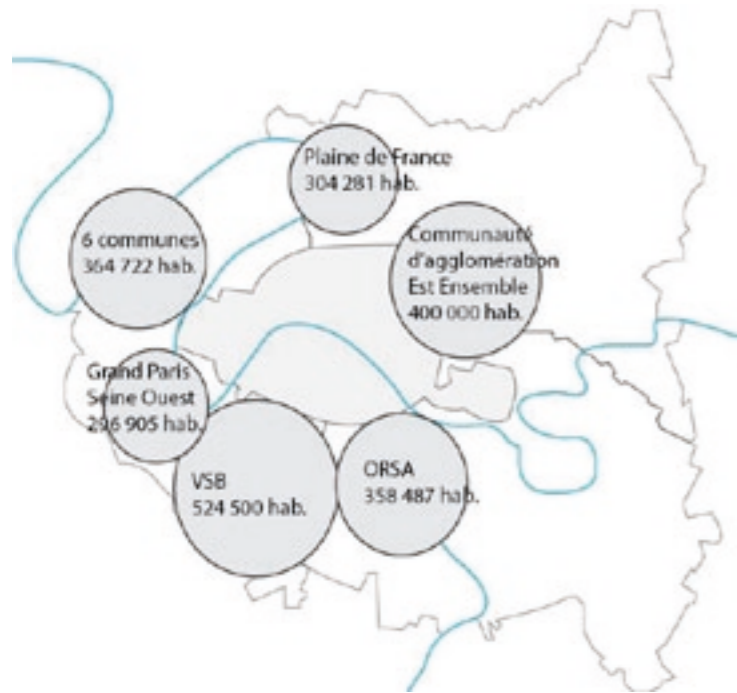 Plaine de France
304 281 hab.
6 communes
364 722 hab.
Communauté
d'agglomération
Est Ensemble
400 000 hab.
Grand Paris
Seine Ouest
296 905 hab.
VSB
524 500 hab.
ORSA
358 487 hab.